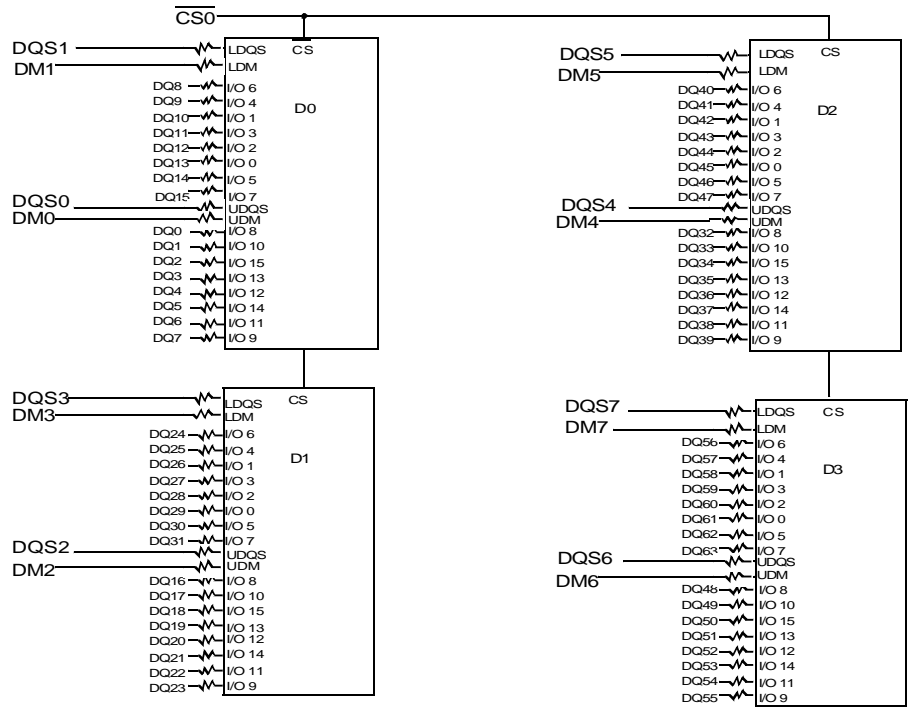 CS0
DQS1 LDQS CS
DM1 LDM
D0
DQ8 I/O 6
DQ9 I/O 4
DQ10 I/O 1
DQ11 I/O 3
DQ12 I/O 2
DQ13 I/O 0
DQ14 I/O 5
DQ15 I/O 7
DQS0 UDQS
DM0 UDM
DQ0 I/O 8
DQ1 I/O 10
DQ2 I/O 15
DQ3 I/O 13
DQ4 I/O 12
DQ5 I/O 14
DQ6 I/O 11
DQ7 I/O 9
DQS3 LDQS CS
DM3 LDM
D1
DQ24 I/O 6
DQ25 I/O 4
DQ26 I/O 1
DQ27 I/O 3
DQ28 I/O 2
DQ29 I/O 0
DQ30 I/O 5
DQ31 I/O 7
DQS2 UDQS
DM2 UDM
DQ16 I/O 8
DQ17 I/O 10
DQ18 I/O 15
DQ19 I/O 13
DQ20 I/O 12
DQ21 I/O 14
DQ22 I/O 11
DQ23 I/O 9
DQS5 LDQS CS
DM5 LDM
D2
DQ40 I/O 6
DQ41 I/O 4
DQ42 I/O 1
DQ43 I/O 3
DQ44 I/O 2
DQ45 I/O 0
DQ46 I/O 5
DQ47 I/O 7
DQS4 UDQS
DM4 UDM
DQ32 I/O 8
DQ33 I/O 10
DQ34 I/O 15
DQ35 I/O 13
DQ36 I/O 12
DQ37 I/O 14
DQ38 I/O 11
DQ39 I/O 9
DQS7 LDQS CS
DM7 LDM
D3
DQ56 I/O 6
DQ57 I/O 4
DQ58 I/O 1
DQ59 I/O 3
DQ60 I/O 2
DQ61 I/O 0
DQ62 I/O 5
DQ63 I/O 7
DQS6 UDQS
DM6 UDM
DQ48 I/O 8
DQ49 I/O 10
DQ50 I/O 15
DQ51 I/O 13
DQ52 I/O 12
DQ53 I/O 14
DQ54 I/O 11
DQ55 I/O 9